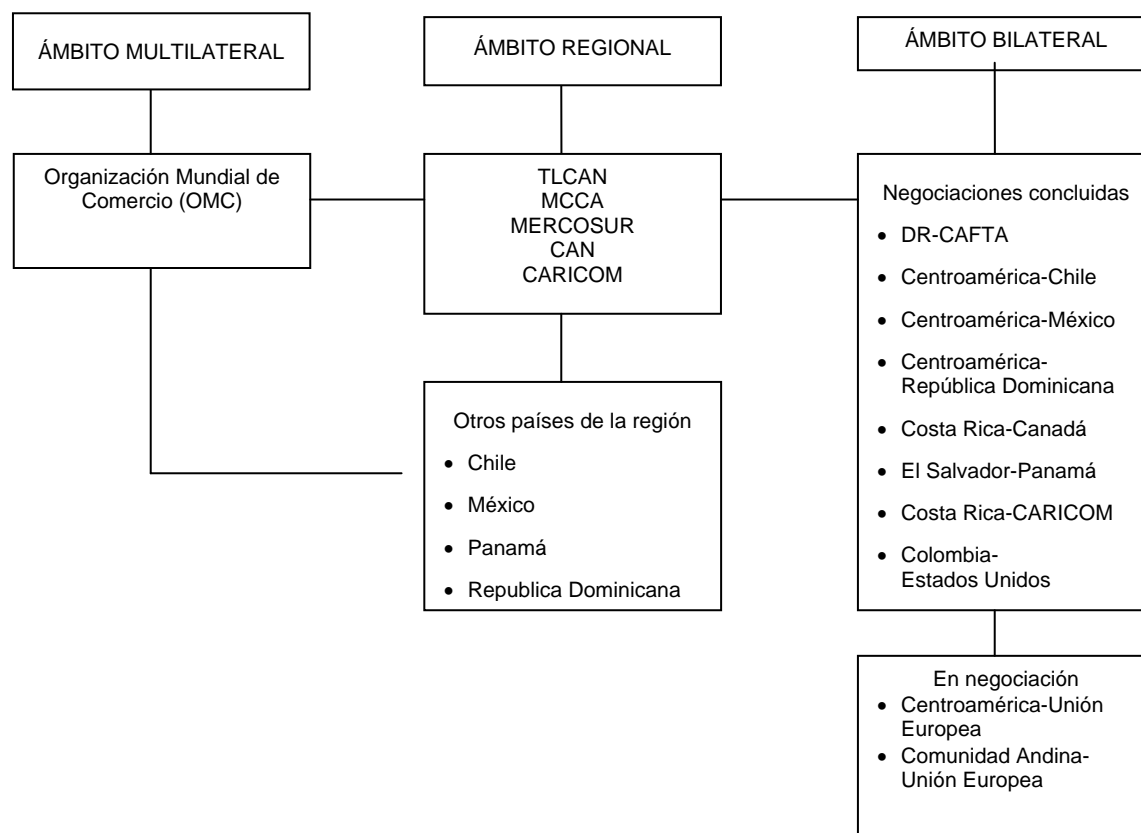 ÁMBITO MULTILATERAL
Organización Mundial de
Comercio (OMC)
ÁMBITO REGIONAL
TLCAN
MCCA
MERCOSUR
CAN
CARICOM
Otros países de la región
• Chile
• México
• Panamá
• Republica Dominicana
ÁMBITO BILATERAL
Negociaciones concluidas
• DR-CAFTA
• Centroamérica-Chile
• Centroamérica-México
• Centroamérica-
República Dominicana
• Costa Rica-Canadá
• El Salvador-Panamá
• Costa Rica-CARICOM
• Colombia-
Estados Unidos
En negociación
• Centroamérica-Unión
Europea
• Comunidad Andina-
Unión Europea